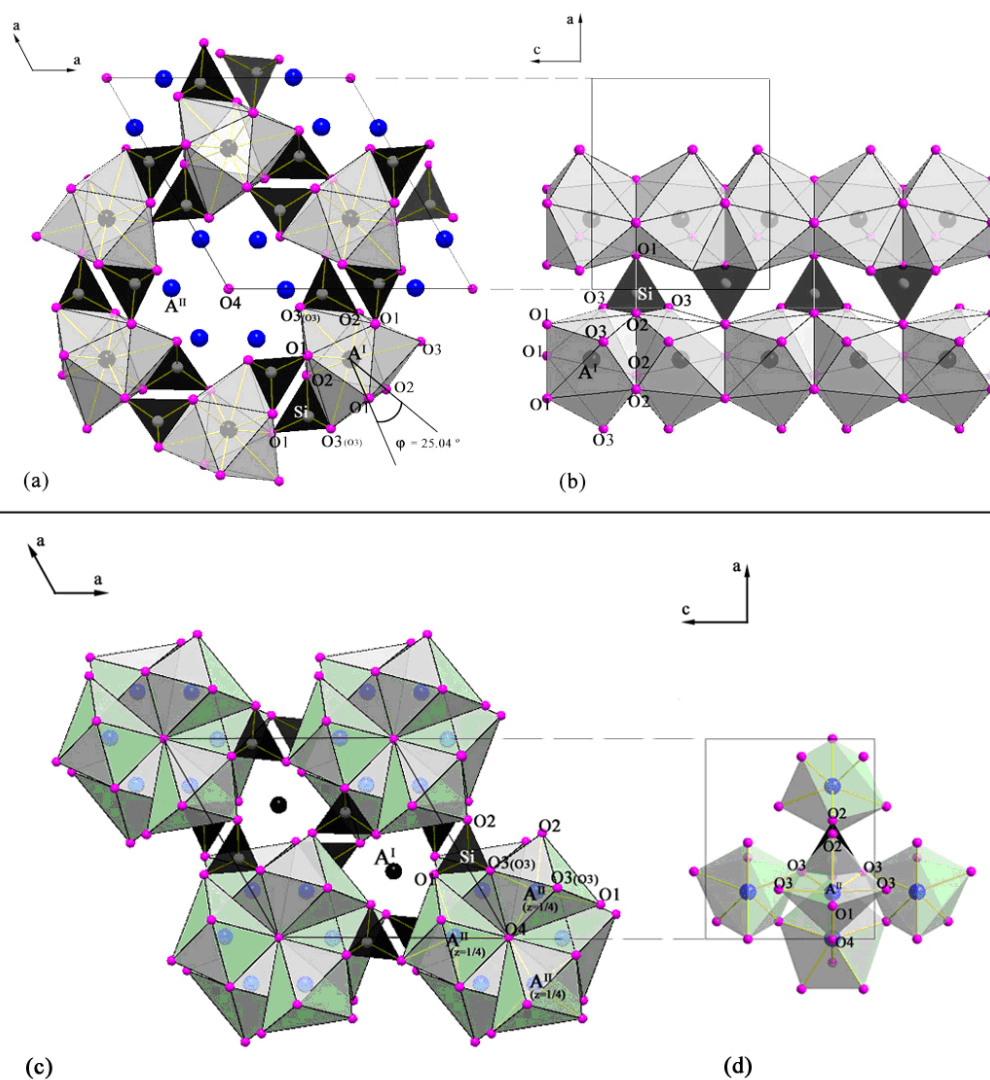 a
a
a
c
A^II
O4
O3(O3)
O2
O1
O1
A^I
O3
O2
O2
O1
Si
O1
O3(O3)
φ = 25.04 °
(a)
O1
O3
Si
O3
O1
O2
O3
O1
A^I
O2
O1
O2
O3
(b)
a
a
a
c
O2
O2
Si
A^I
O1
O3(O3)
O3(O3)
A^II
(z=1/4)
O1
O4
A^II
(z=1/4)
A^II
(z=1/4)
(c)
O2
O2
O3
O3
O3
A^II
O3
O1
O4
(d)